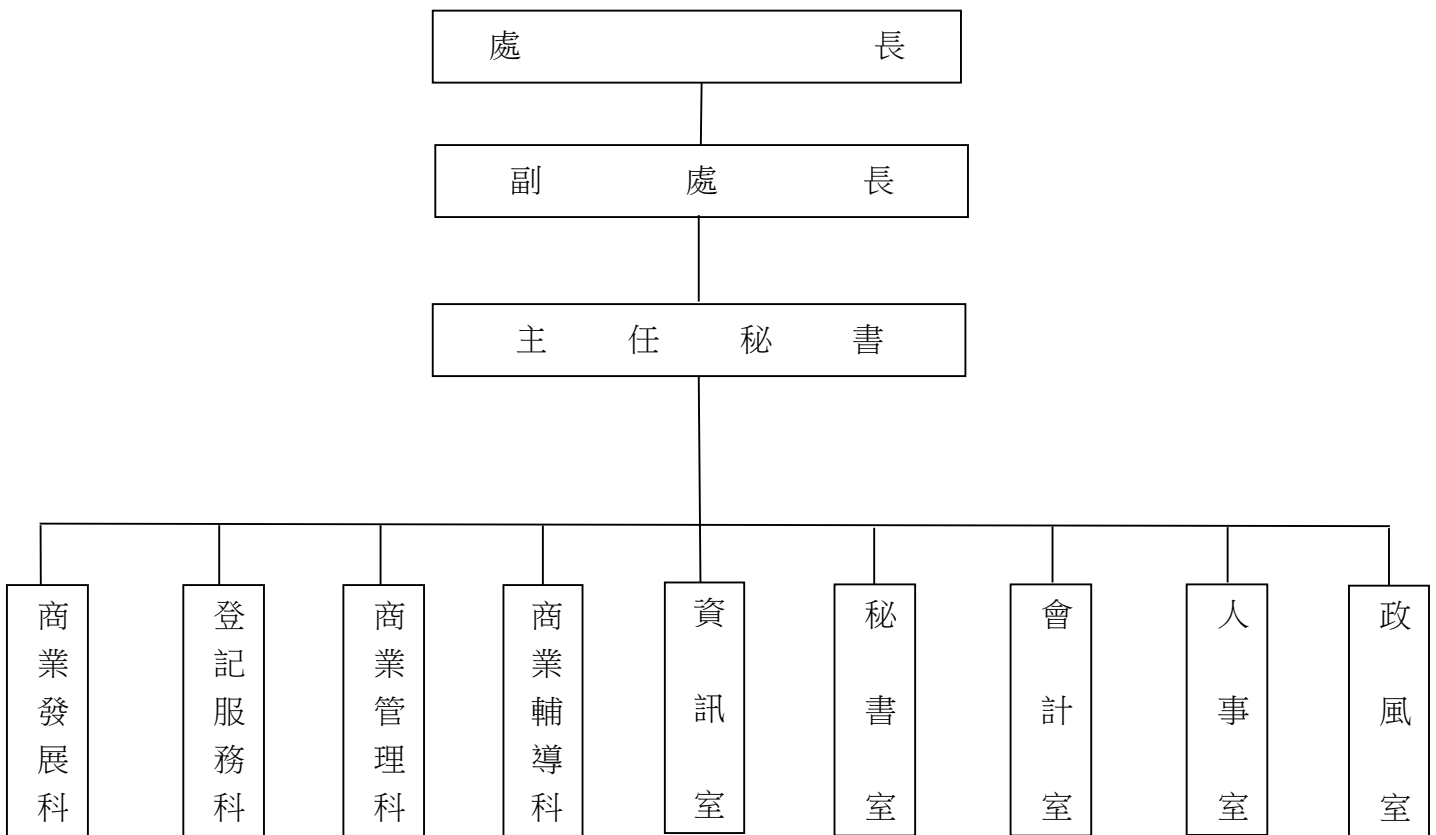 處長
副處長
主任秘書
商業發展科
登記服務科
商業管理科
商業輔導科
資訊室
秘書室
會計室
人事室
政風室